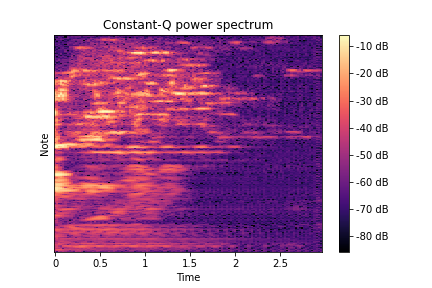 Constant-Q power spectrum
Note
0
0.5
1
1.5
2
2.5
Time
-10 dB
-20 dB
-30 dB
-40 dB
-50 dB
-60 dB
-70 dB
-80 dB